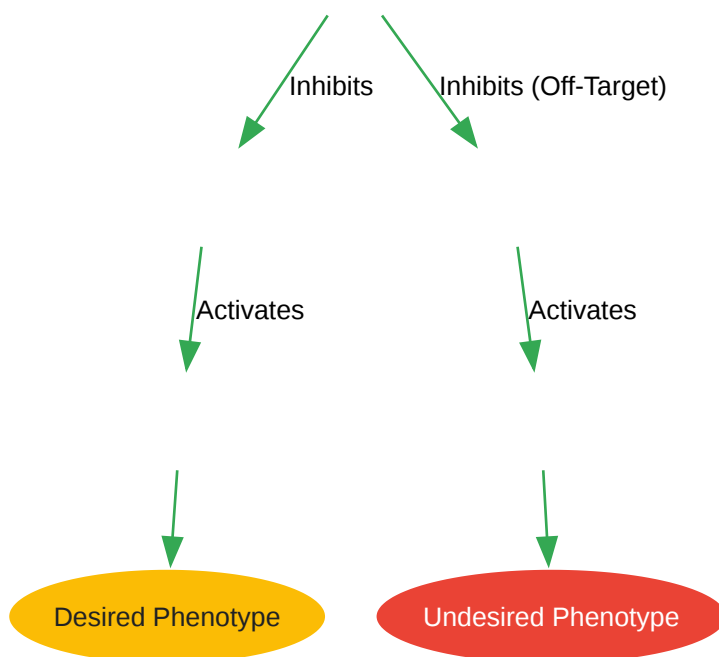 Inhibits
Inhibits (Off-Target)
Activates
Activates
Desired Phenotype
Undesired Phenotype